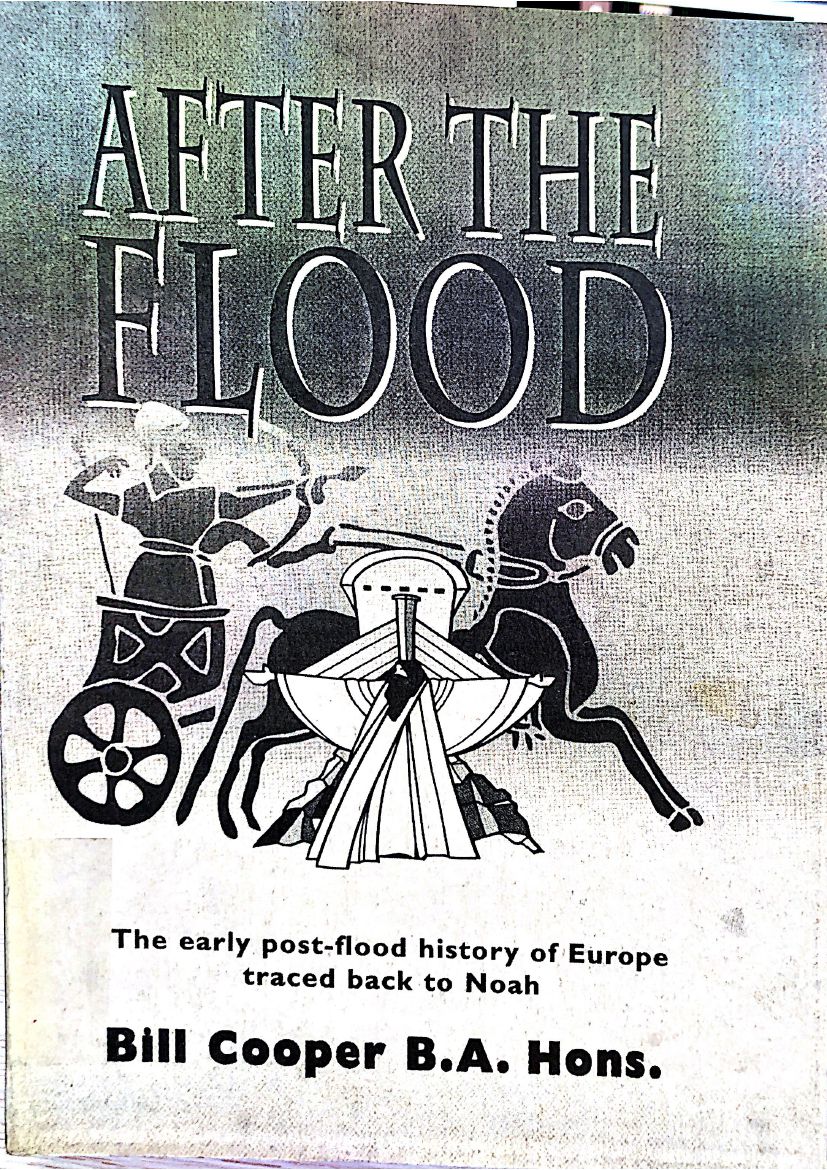 AFTER THE
FLOOD
The early post-flood history of Europe
traced back to Noah
Bill Cooper B.A. Hons.